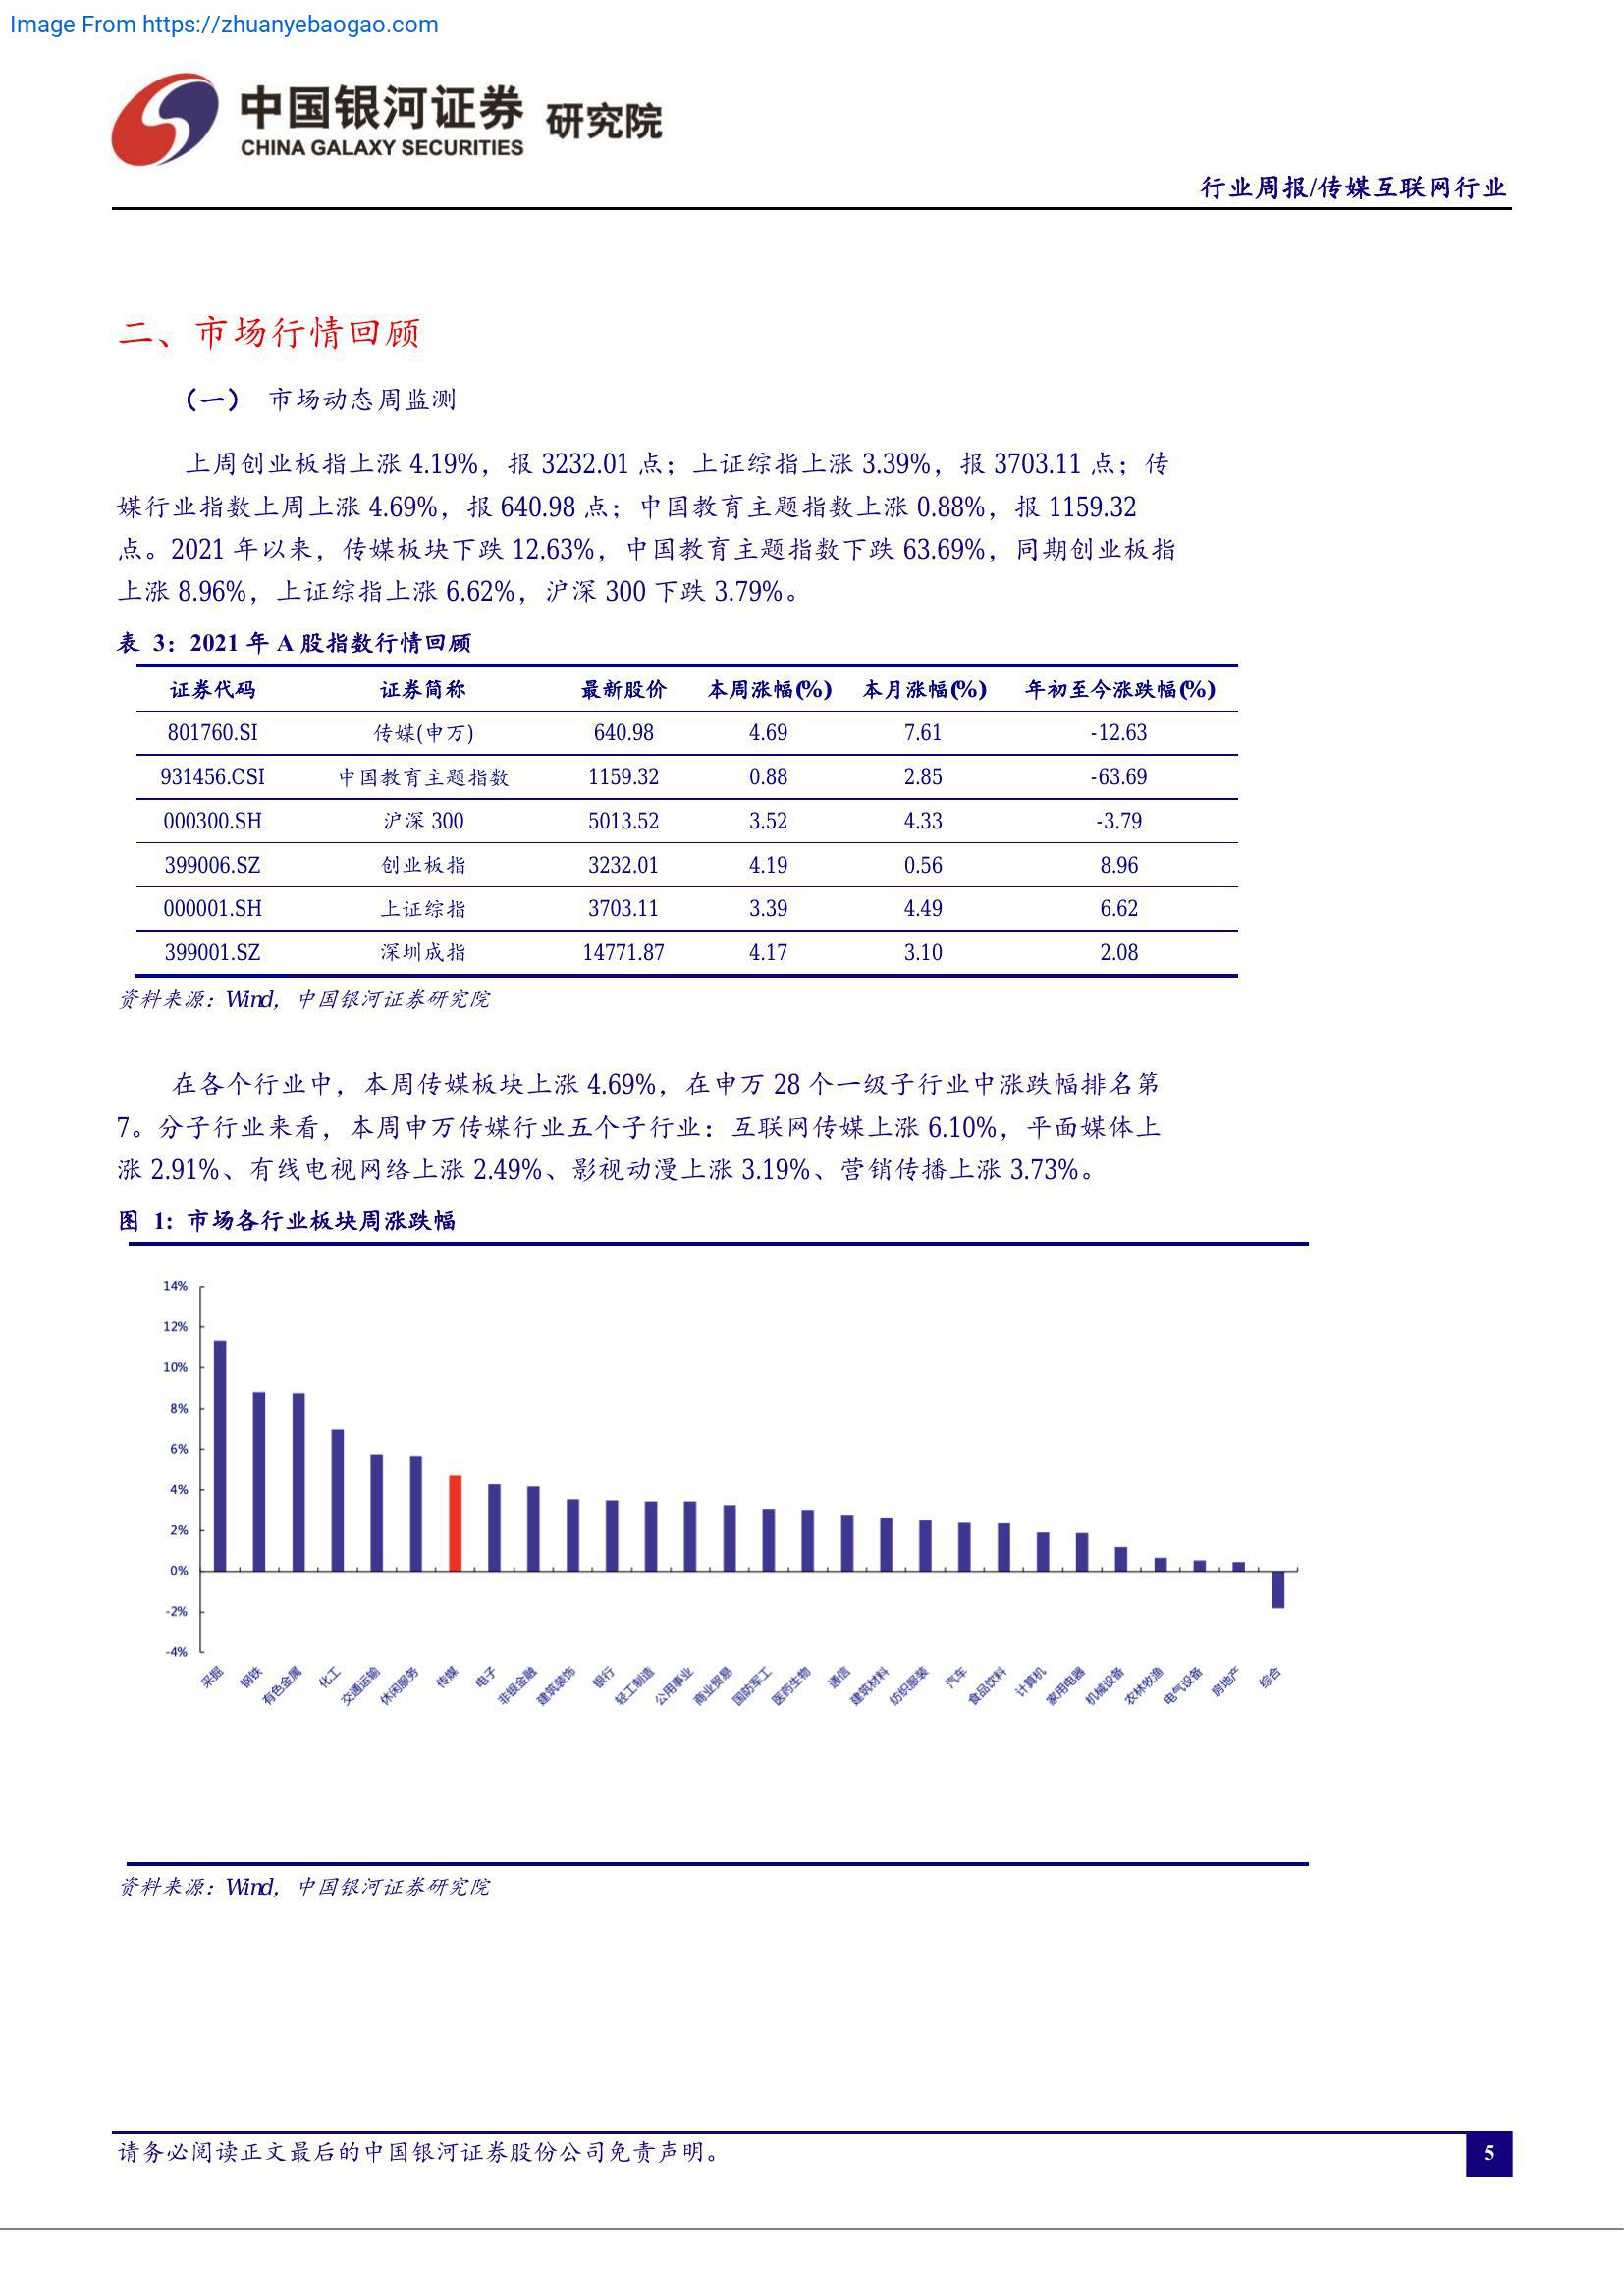 Image From https://zhuanyebaogao.com
中国银河证券 研究院
CHINA GALAXY SECURITIES
行业周报/传媒互联网行业
二、市场行情回顾
（一） 市场动态周监测
上周创业板指上涨 4.19%，报 3232.01 点；上证综指上涨 3.39%，报 3703.11 点；传
媒行业指数上周上涨 4.69%，报 640.98 点；中国教育主题指数上涨 0.88%，报 1159.32
点。2021 年以来，传媒板块下跌 12.63%，中国教育主题指数下跌 63.69%，同期创业板指
上涨 8.96%，上证综指上涨 6.62%，沪深 300 下跌 3.79%。
表 3：2021 年 A 股指数行情回顾
证券代码 证券简称 最新股价 本周涨幅(%) 本月涨幅(%) 年初至今涨跌幅(%)
801760.SI 传媒(申万) 640.98 4.69 7.61 -12.63
931456.CSI 中国教育主题指数 1159.32 0.88 2.85 -63.69
000300.SH 沪深 300 5013.52 3.52 4.33 -3.79
399006.SZ 创业板指 3232.01 4.19 0.56 8.96
000001.SH 上证综指 3703.11 3.39 4.49 6.62
399001.SZ 深圳成指 14771.87 4.17 3.10 2.08
资料来源：Wind，中国银河证券研究院
在各个行业中，本周传媒板块上涨 4.69%，在申万 28 个一级子行业中涨跌幅排名第
7。分子行业来看，本周申万传媒行业五个子行业：互联网传媒上涨 6.10%，平面媒体上
涨 2.91%、有线电视网络上涨 2.49%、影视动漫上涨 3.19%、营销传播上涨 3.73%。
图 1: 市场各行业板块周涨跌幅
14%
12%
10%
8%
6%
4%
2%
0%
-2%
-4%
采掘 钢铁 有色金属 化工 交通运输 休闲服务 传媒 电子 非银金融 建筑装饰 银行 轻工制造 公用事业 商业贸易 国防军工 医药生物 通信 建筑材料 纺织服装 汽车 食品饮料 计算机 家用电器 机械设备 农林牧渔 电气设备 房地产 综合
资料来源：Wind，中国银河证券研究院
请务必阅读正文最后的中国银河证券股份公司免责声明。
5